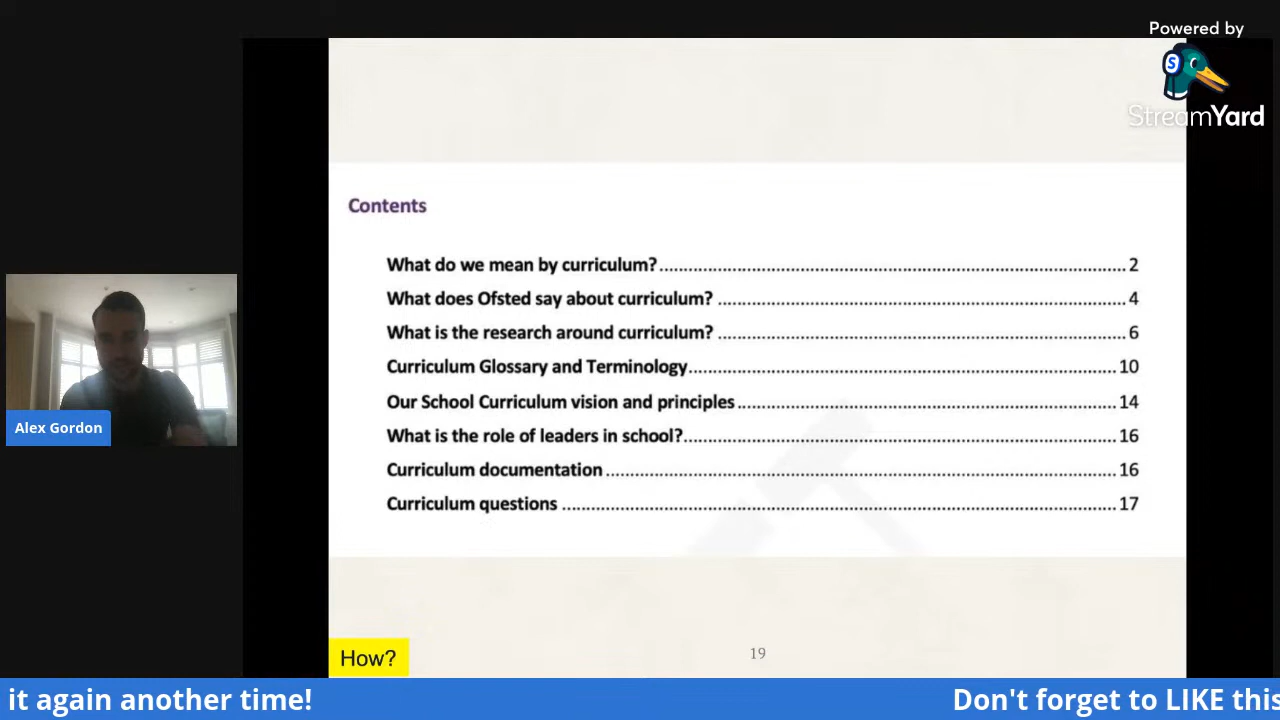 Powered by
StreamYard
Contents
What do we mean by curriculum?........................................2
What does Ofsted say about curriculum? ........................................4
What is the research around curriculum? ........................................6
Curriculum Glossary and Terminology........................................10
Our School Curriculum vision and principles........................................14
What is the role of leaders in school?........................................16
Curriculum documentation ........................................16
Curriculum questions ........................................17
Alex Gordon
How?
19
it again another time! Don't forget to LIKE this